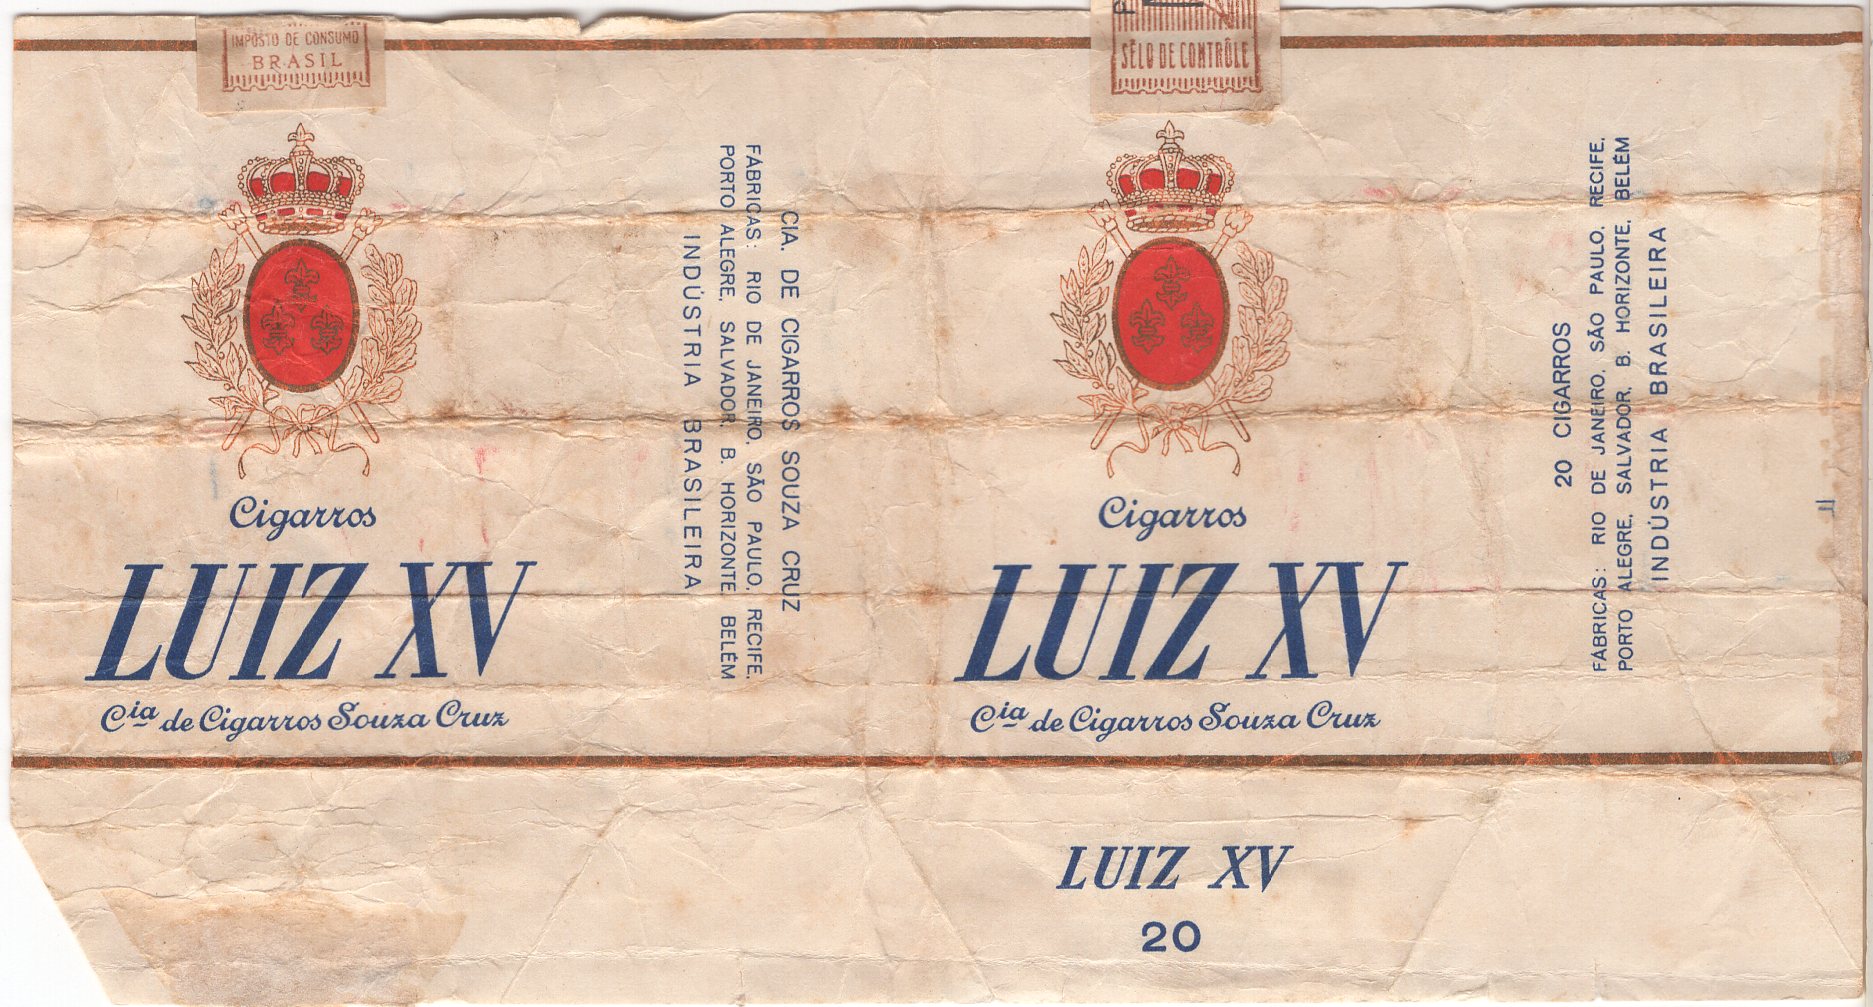 IMPÔSTO DE CONSUMO
BRASIL
Cigarros
LUIZ XV
Cia de Cigarros Souza Cruz
CIA. DE CIGARROS SOUZA CRUZ
FÁBRICAS: RIO DE JANEIRO, SÃO PAULO, RECIFE,
PORTO ALEGRE, SALVADOR, B. HORIZONTE, BELÉM
INDÚSTRIA BRASILEIRA
SÊLO DE CONTRÔLE
Cigarros
LUIZ XV
Cia de Cigarros Souza Cruz
20 CIGARROS
FÁBRICAS: RIO DE JANEIRO, SÃO PAULO, RECIFE,
PORTO ALEGRE, SALVADOR, B. HORIZONTE, BELÉM
INDÚSTRIA BRASILEIRA
LUIZ XV
20